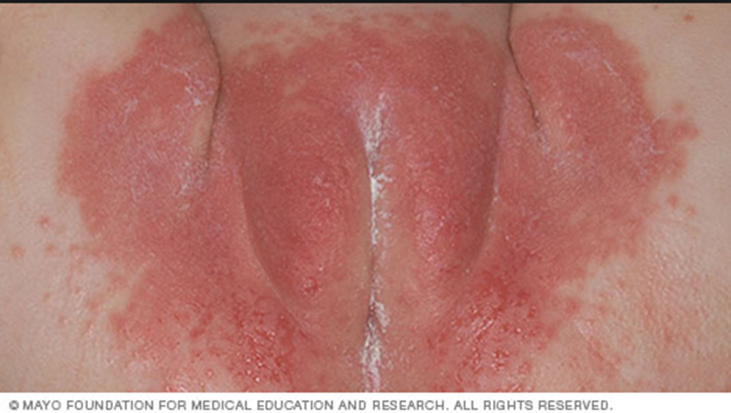 © MAYO FOUNDATION FOR MEDICAL EDUCATION AND RESEARCH. ALL RIGHTS RESERVED.